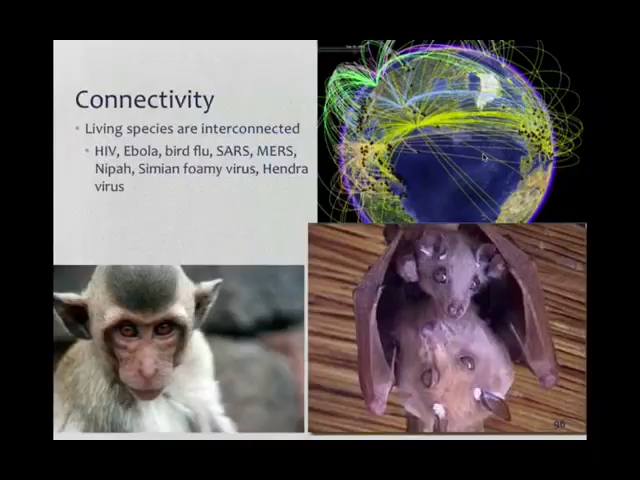 Connectivity
Living species are interconnected
HIV, Ebola, bird flu, SARS, MERS,
Nipah, Simian foamy virus, Hendra
virus
96